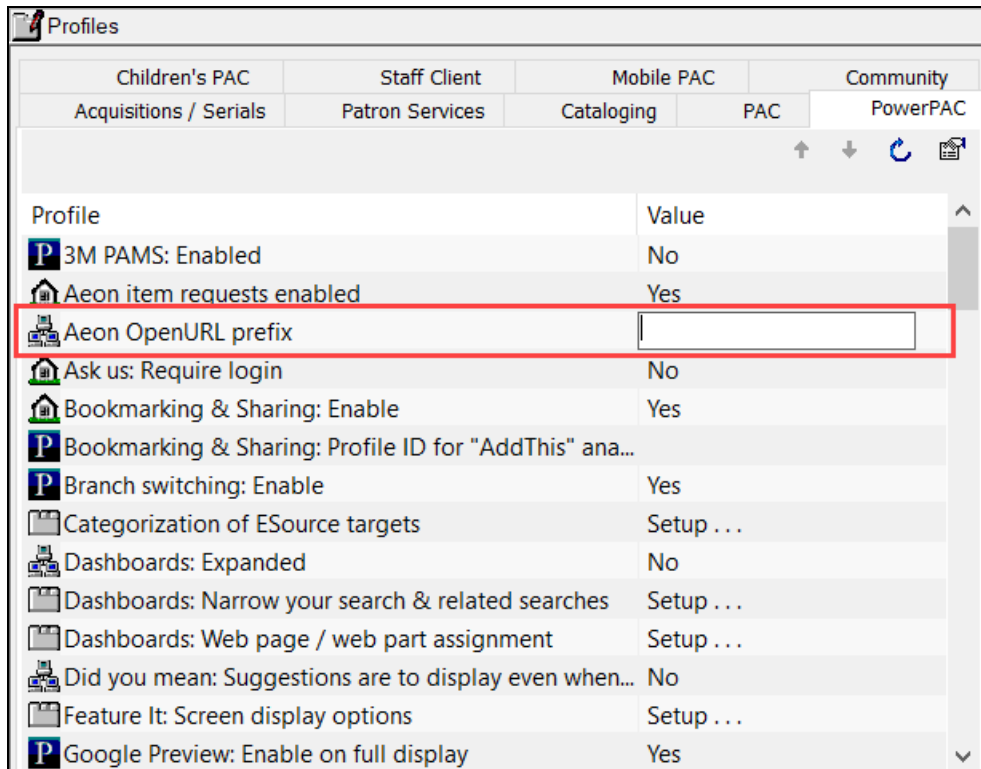 Profiles
Children's PAC Staff Client Mobile PAC Community
Acquisitions / Serials Patron Services Cataloging PAC PowerPAC
Profile Value
P 3M PAMS: Enabled No
Aeon item requests enabled Yes
Aeon OpenURL prefix
Ask us: Require login No
Bookmarking & Sharing: Enable Yes
P Bookmarking & Sharing: Profile ID for "AddThis" ana...
P Branch switching: Enable Yes
Categorization of ESource targets Setup . . .
Dashboards: Expanded No
Dashboards: Narrow your search & related searches Setup . . .
Dashboards: Web page / web part assignment Setup . . .
Did you mean: Suggestions are to display even when... No
Feature It: Screen display options Setup . . .
P Google Preview: Enable on full display Yes